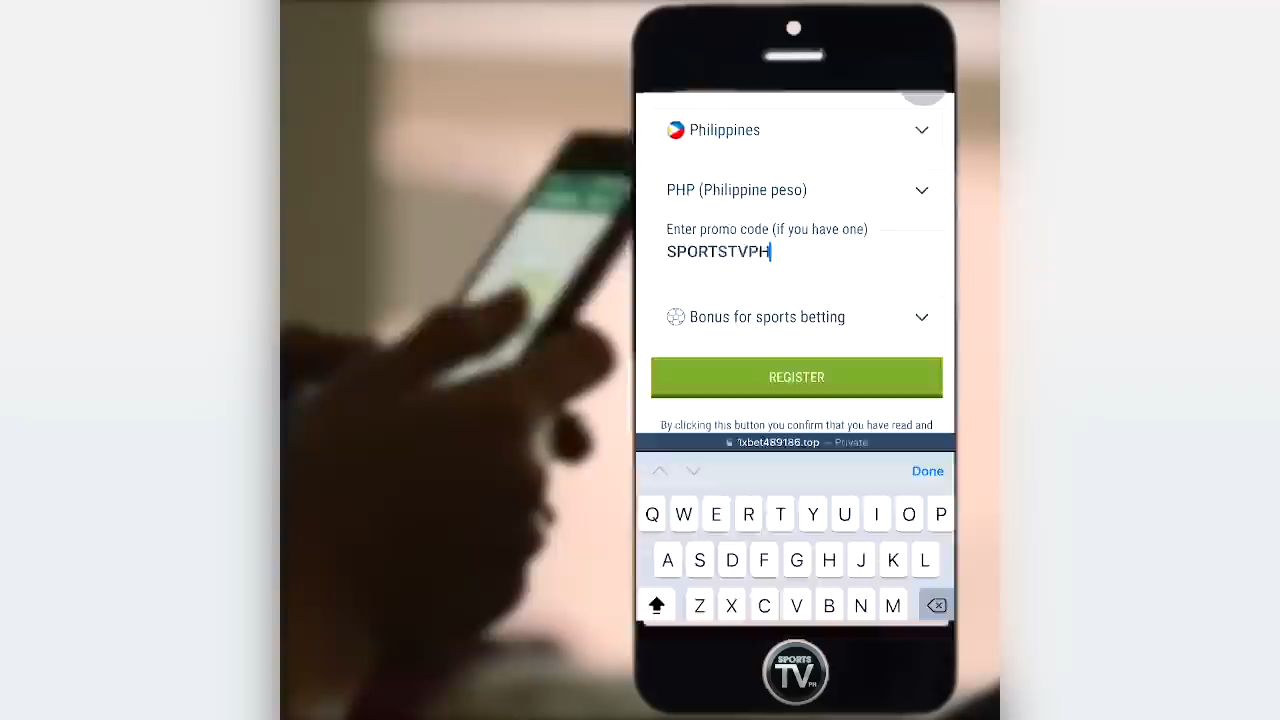 Philippines
PHP (Philippine peso)
Enter promo code (if you have one)
SPORTSTVPH
Bonus for sports betting
REGISTER
By clicking this button you confirm that you have read and
1xbet489186.top — Private
Done
Q W E R T Y U I O P
A S D F G H J K L
Z X C V B N M
SPORTS
TV PH